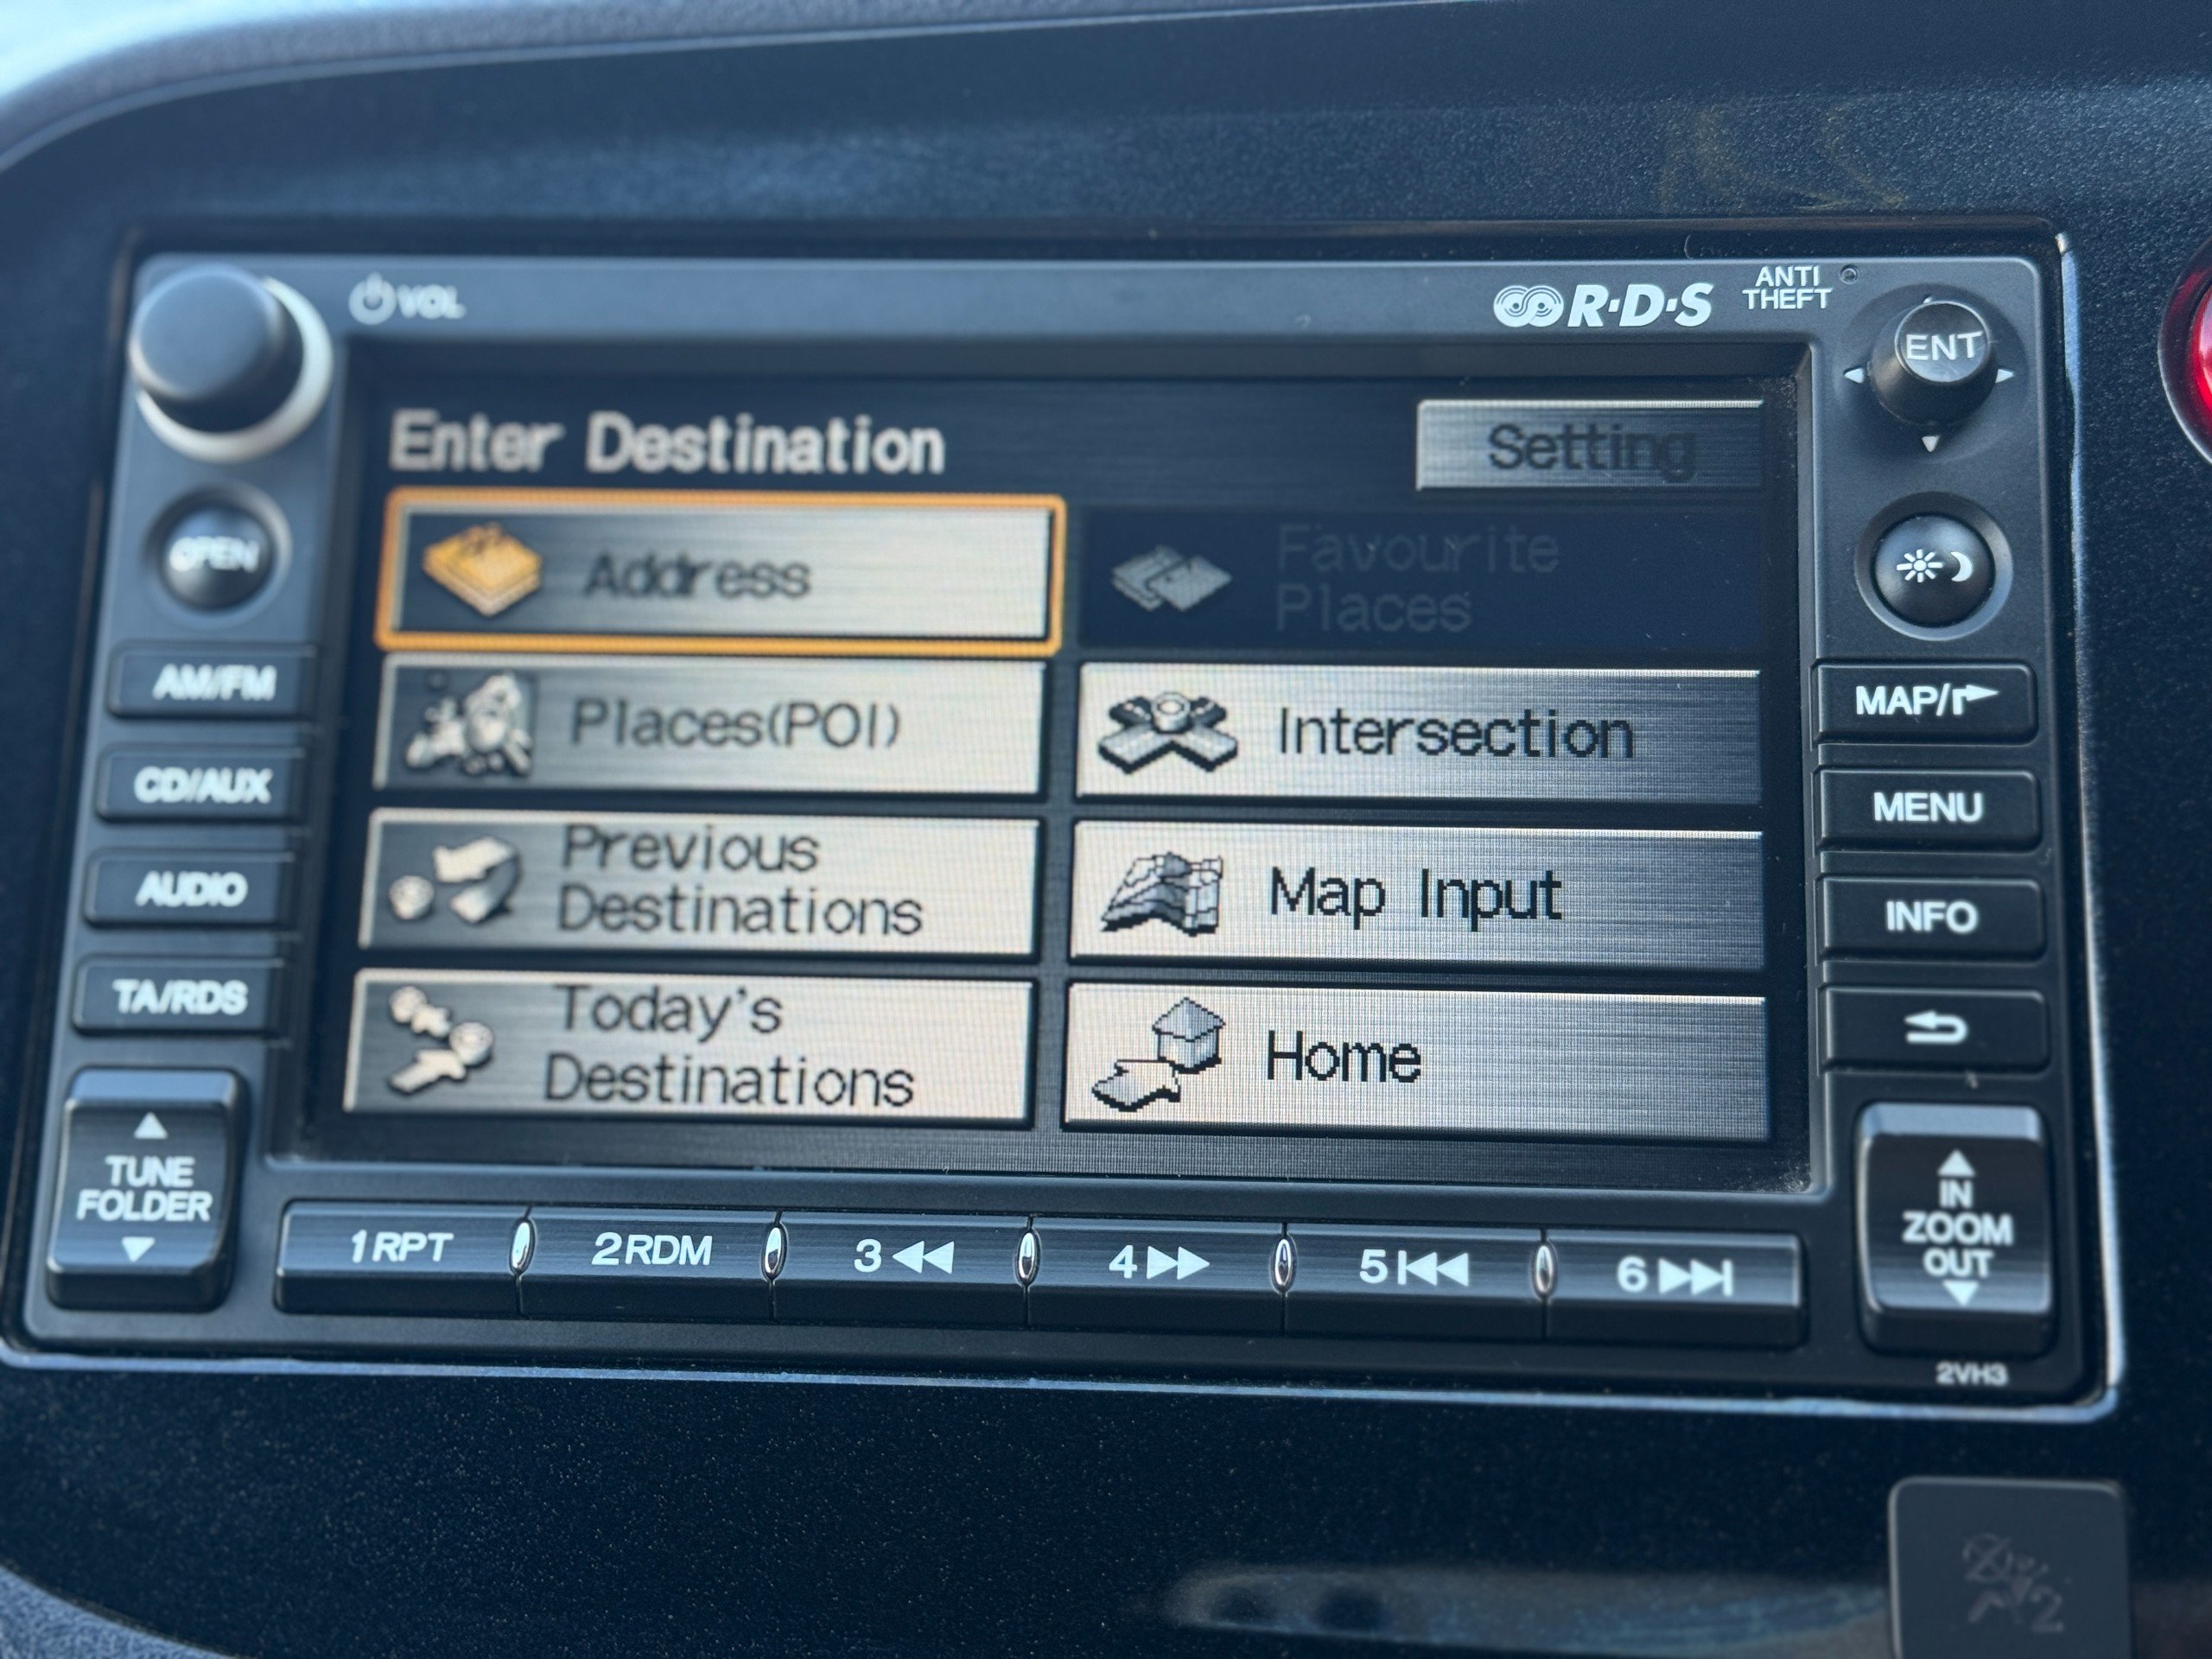 VOL
R·D·S
ANTI
THEFT
ENT
OPEN
AM/FM
CD/AUX
AUDIO
TA/RDS
TUNE
FOLDER
Enter Destination
Setting
Address
Favourite
Places
Places(POI)
Intersection
Previous
Destinations
Map Input
Today's
Destinations
Home
MAP/
MENU
INFO
IN
ZOOM
OUT
1RPT
2RDM
3
4
5
6
2VH3
2